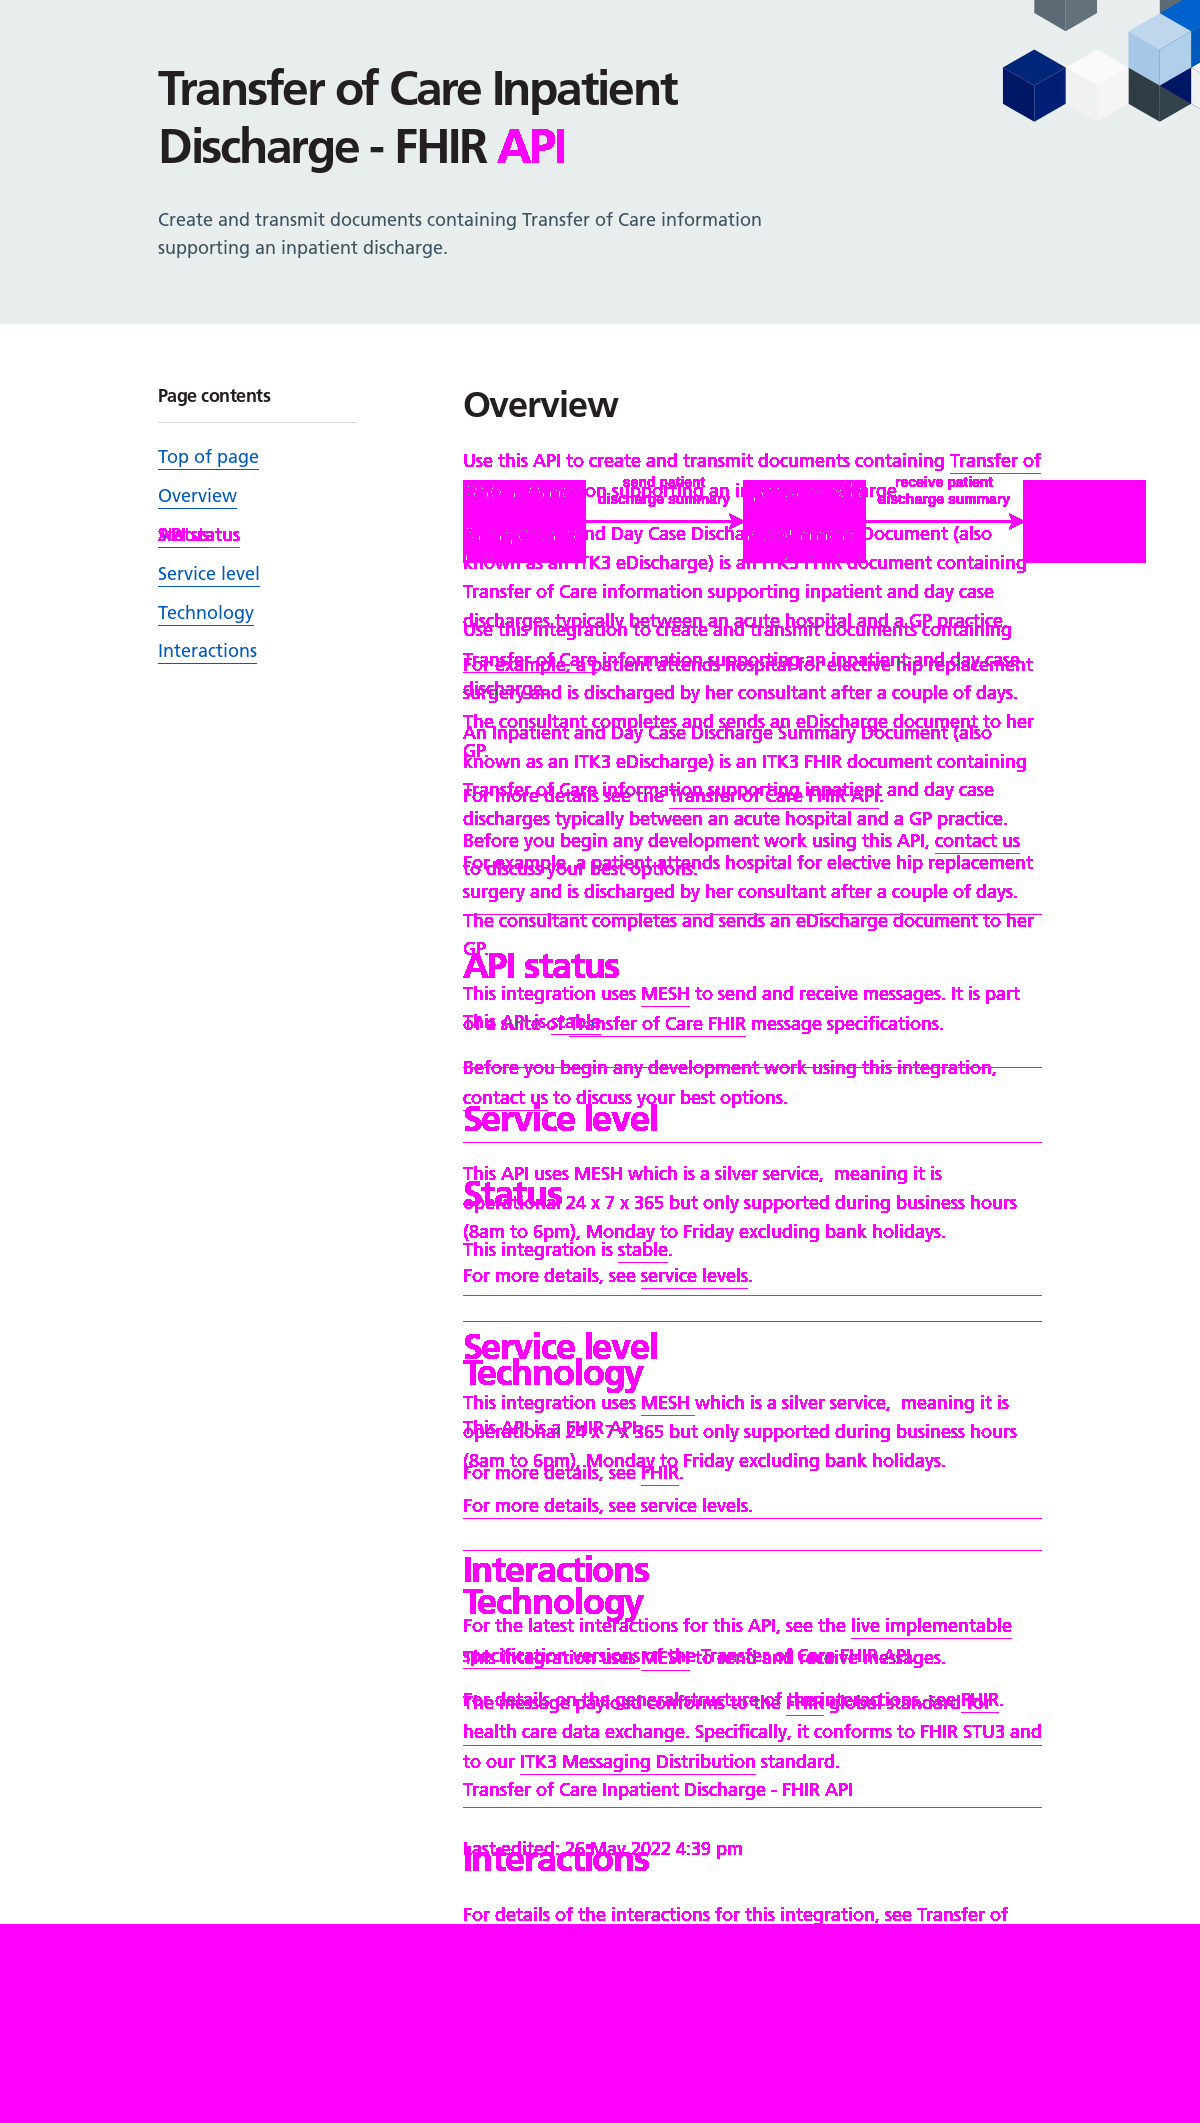 Transfer of Care Inpatient
Discharge - FHIR API
Create and transmit documents containing Transfer of Care information
supporting an inpatient discharge.
Page contents
Top of page
Overview
status
Service level
Technology
Interactions
Overview
Use this API to create and transmit documents containing Transfer of
send patient
discharge summary
receive patient
discharge summary
supporting an
and Day Case Document (also
known as an ITK3 eDischarge) is an ITK3 FHIR document containing
Transfer of Care information supporting inpatient and day case
discharges typically between an acute hospital and a GP practice.
Use this integration to create and transmit documents containing
Transfer of Care information supporting an inpatient and day case
discharge.
For example, a patient attends hospital for elective hip replacement
surgery and is discharged by her consultant after a couple of days.
The consultant completes and sends an eDischarge document to her
GP.
An Inpatient and Day Case Discharge Summary Document (also
known as an ITK3 eDischarge) is an ITK3 FHIR document containing
Transfer of Care information supporting inpatient and day case
For more details see the Transfer of Care FHIR API.
discharges typically between an acute hospital and a GP practice.
Before you begin any development work using this API, contact us
to discuss your best options.
For example, a patient attends hospital for elective hip replacement
surgery and is discharged by her consultant after a couple of days.
The consultant completes and sends an eDischarge document to her
GP.
API status
This integration uses MESH to send and receive messages. It is part
This API is stable.
of a suite of Transfer of Care FHIR message specifications.
Before you begin any development work using this integration,
contact us to discuss your best options.
Service level
This API uses MESH which is a silver service, meaning it is
Status
operational 24 x 7 x 365 but only supported during business hours
(8am to 6pm), Monday to Friday excluding bank holidays.
This integration is stable.
For more details, see service levels.
Service level
Technology
This integration uses MESH which is a silver service, meaning it is
This API is a FHIR API.
operational 24 x 7 x 365 but only supported during business hours
(8am to 6pm), Monday to Friday excluding bank holidays.
For more details, see FHIR.
For more details, see service levels.
Interactions
Technology
For the latest interactions for this API, see the live implementable
specification versions of the Transfer of Care FHIR API.
This integration uses MESH to send and receive messages.
For details on the general structure of the interactions, see FHIR.
The message payload conforms to the FHIR global standard for
health care data exchange. Specifically, it conforms to FHIR STU3 and
to our ITK3 Messaging Distribution standard.
Transfer of Care Inpatient Discharge - FHIR API
Last edited: 26 May 2022 4:39 pm
Interactions
For details of the interactions for this integration, see Transfer of